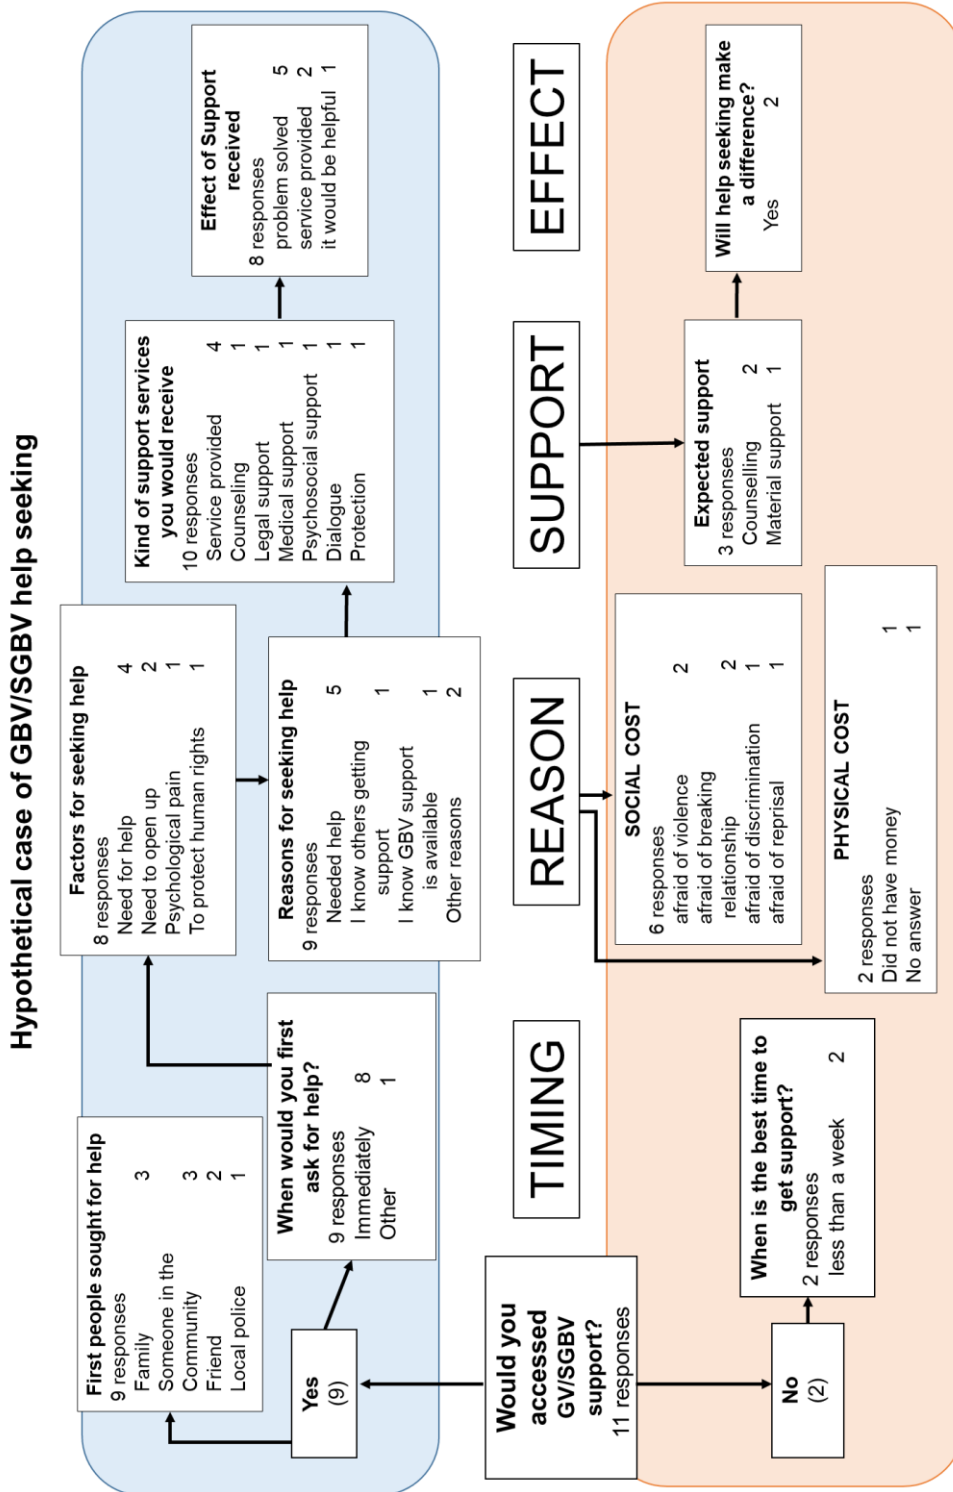 Hypothetical case of GBV/SGBV help seeking
First people sought for help
9 responses
Family 3
Someone in the
Community 3
Friend 2
Local police 1
Yes
(9)
When would you first
ask for help?
9 responses
Immediately 8
Other 1
Factors for seeking help
8 responses
Need for help 4
Need to open up 2
Psychological pain 1
To protect human rights 1
Reasons for seeking help
9 responses
Needed help 5
I know others getting
support 1
I know GBV support
is available 1
Other reasons 2
Kind of support services
you would receive
10 responses
Service provided 4
Counseling 1
Legal support 1
Medical support 1
Psychosocial support 1
Dialogue 1
Protection 1
Effect of Support
received
8 responses
problem solved 5
service provided 2
it would be helpful 1
Would you
accessed
GV/SGBV
support?
11 responses
TIMING
REASON
SUPPORT
EFFECT
No
(2)
When is the best time to
get support?
2 responses
less than a week 2
SOCIAL COST
6 responses
afraid of violence 2
afraid of breaking
relationship 2
afraid of discrimination 1
afraid of reprisal 1
PHYSICAL COST
2 responses
Did not have money 1
No answer 1
Expected support
3 responses
Counselling 2
Material support 1
Will help seeking make
a difference?
Yes 2